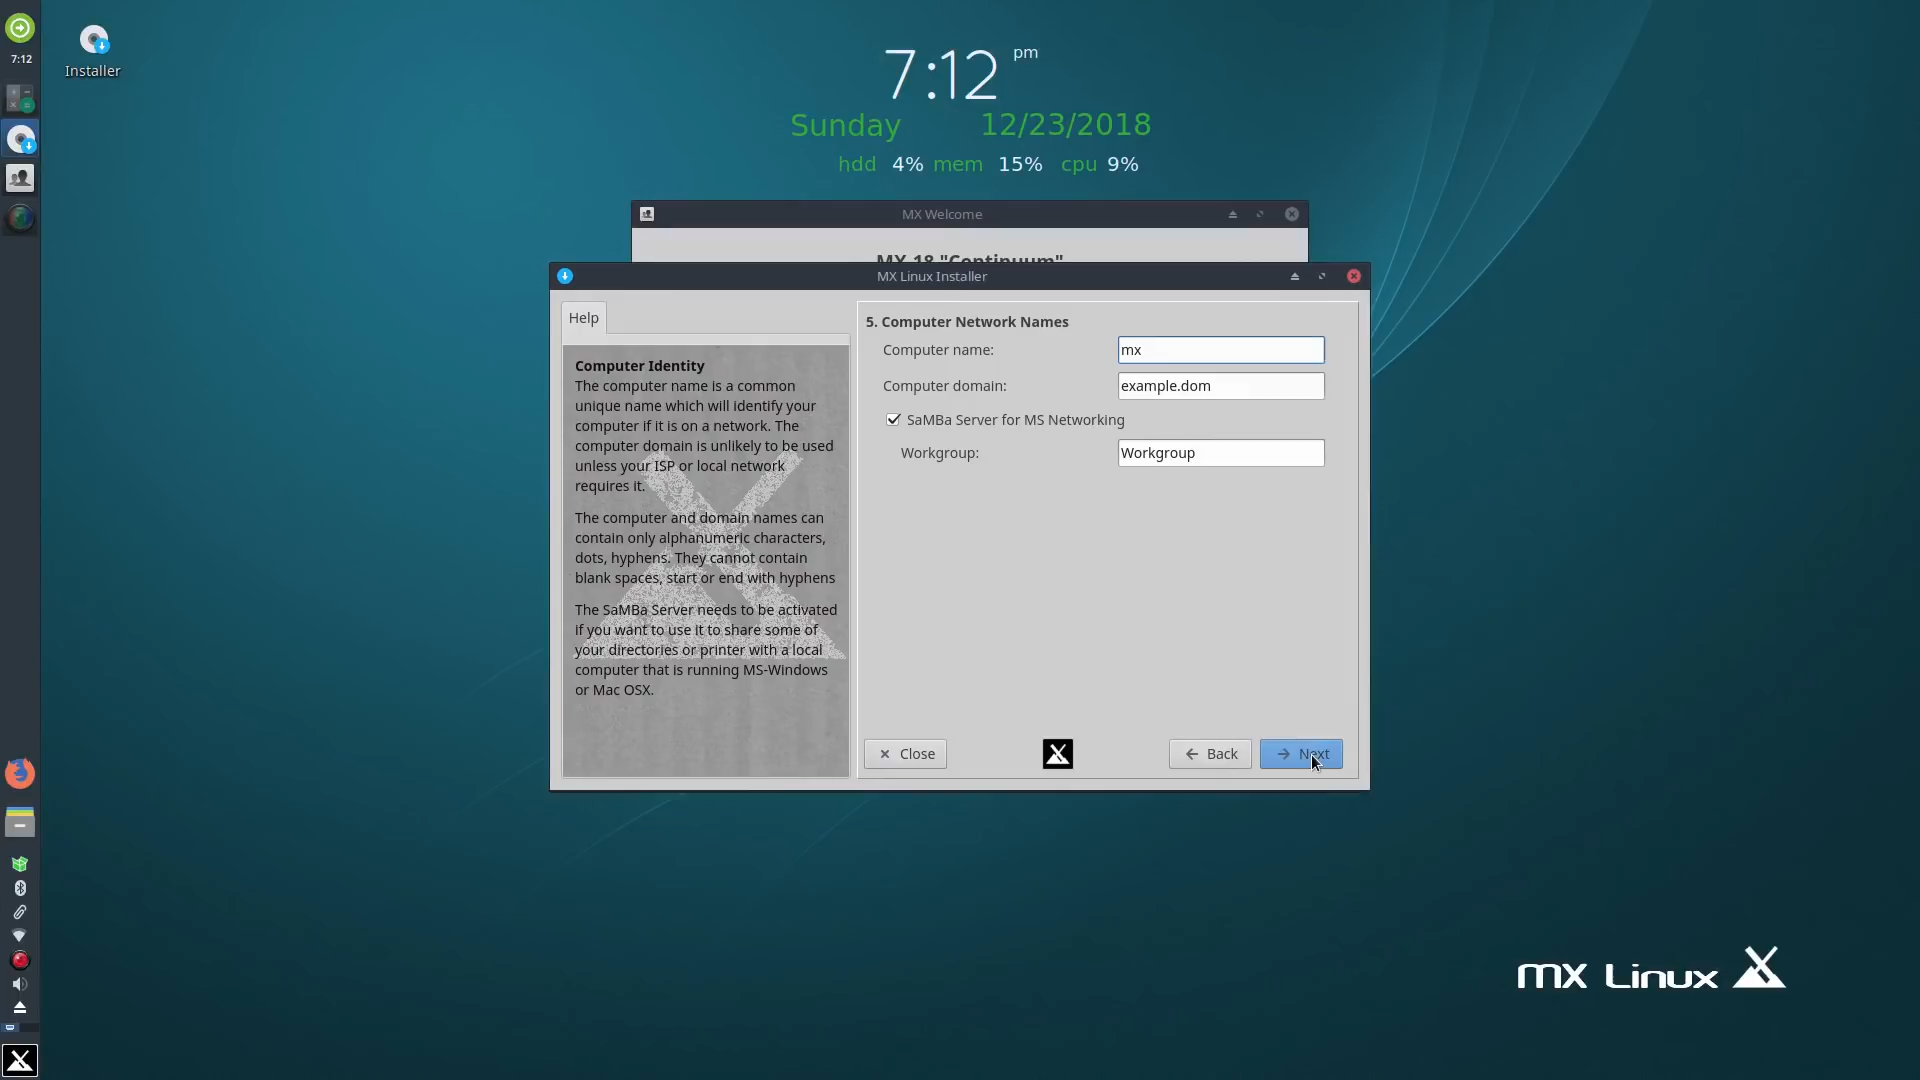 7:12
Installer
7:12 pm
Sunday 12/23/2018
hdd 4% mem 15% cpu 9%
MX Welcome
MX-18 "Continuum"
MX Linux Installer
Help
Computer Identity
The computer name is a common
unique name which will identify your
computer if it is on a network. The
computer domain is unlikely to be used
unless your ISP or local network
requires it.
The computer and domain names can
contain only alphanumeric characters,
dots, hyphens. They cannot contain
blank spaces, start or end with hyphens
The SaMBa Server needs to be activated
if you want to use it to share some of
your directories or printer with a local
computer that is running MS-Windows
or Mac OSX.
5. Computer Network Names
Computer name: mx
Computer domain: example.dom
SaMBa Server for MS Networking
Workgroup: Workgroup
Close
Back
Next
mx Linux